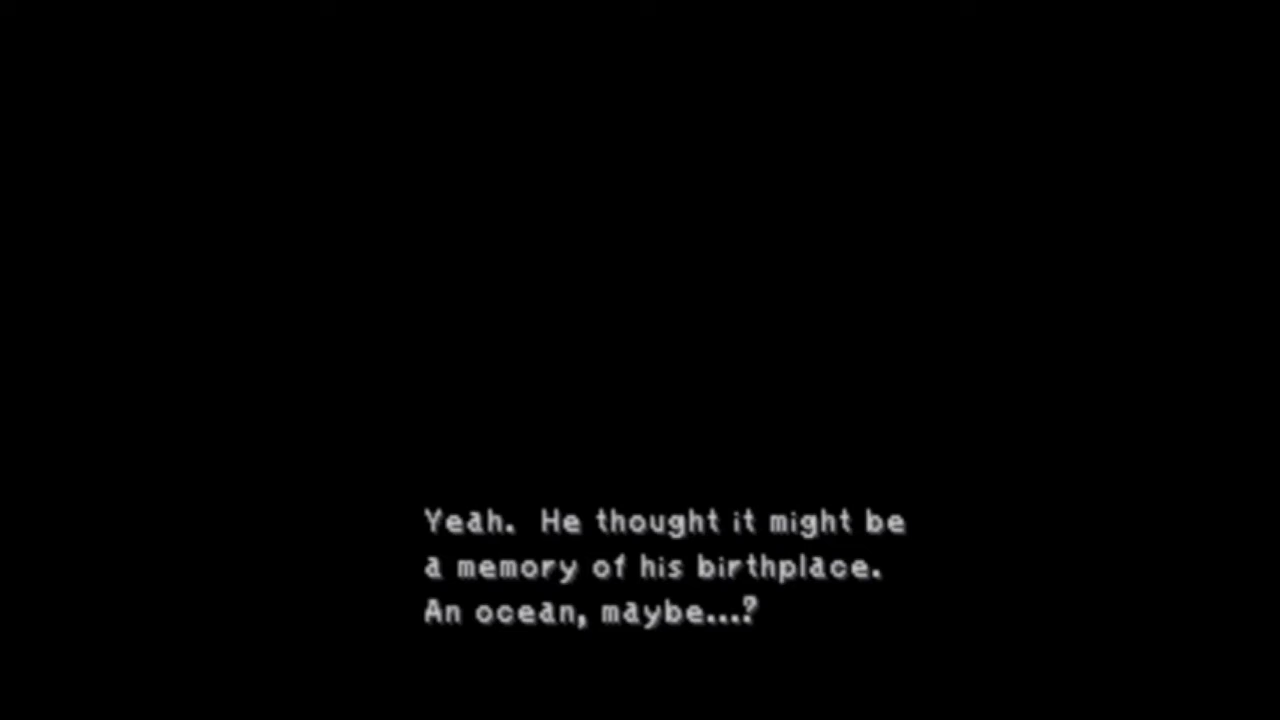 Yeah.  He thought it might be
a memory of his birthplace.
An ocean, maybe...?